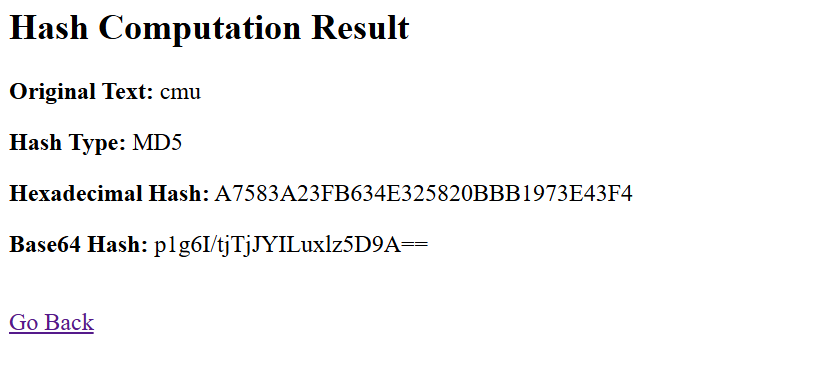 Hash Computation Result
Original Text: cmu
Hash Type: MD5
Hexadecimal Hash: A7583A23FB634E325820BBB1973E43F4
Base64 Hash: p1g6I/tjTjJYILuxlz5D9A==
Go Back